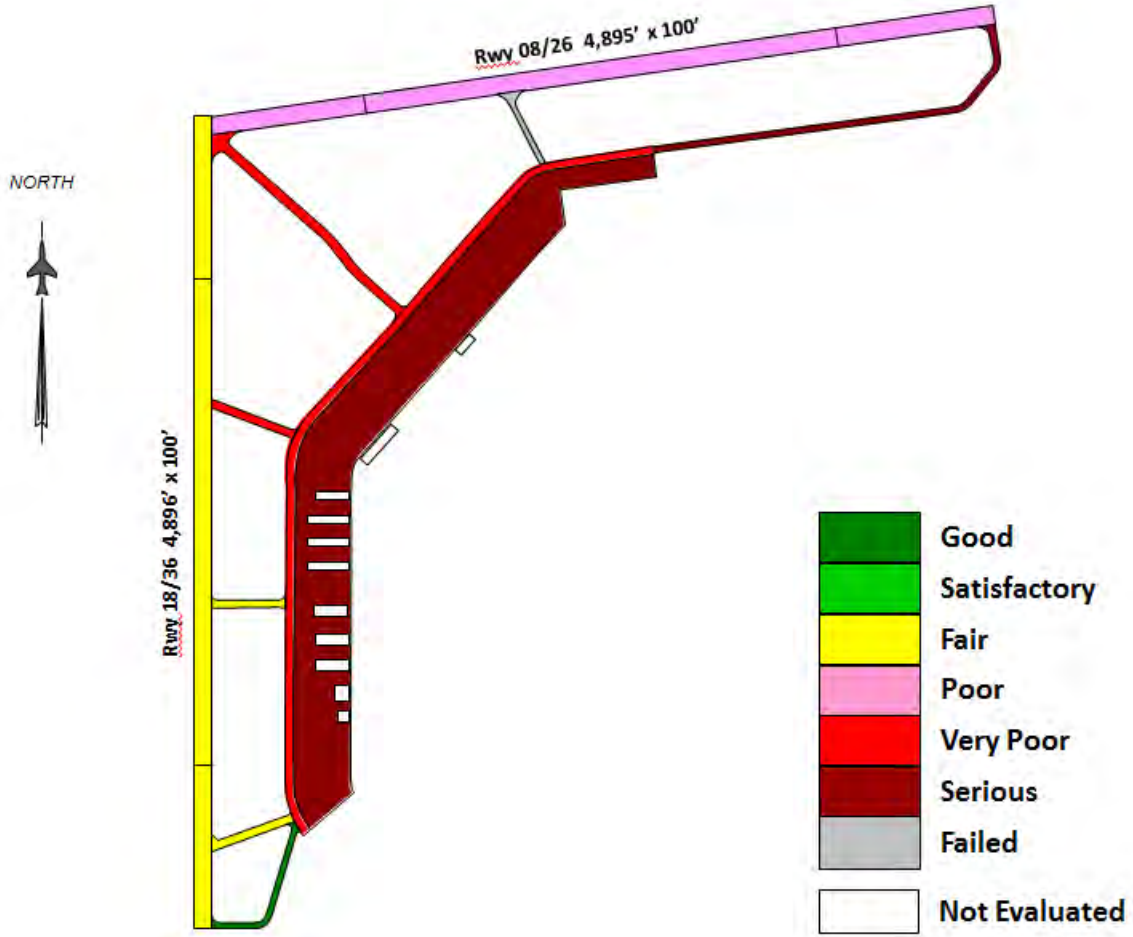 Rwy 08/26 4,895’ x 100’
NORTH
Rwy 18/36 4,896’ x 100’
Good
Satisfactory
Fair
Poor
Very Poor
Serious
Failed
Not Evaluated